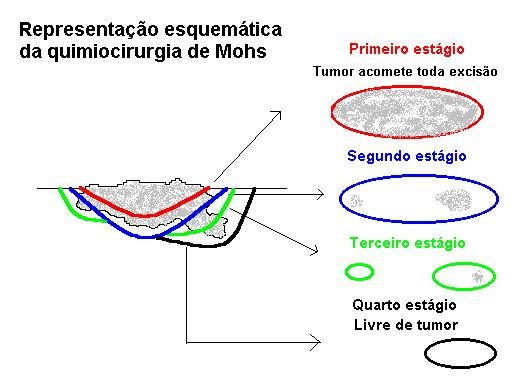 Representação esquemática
da quimiocirurgia de Mohs
Primeiro estágio
Tumor acomete toda excisão
Segundo estágio
Terceiro estágio
Quarto estágio
Livre de tumor